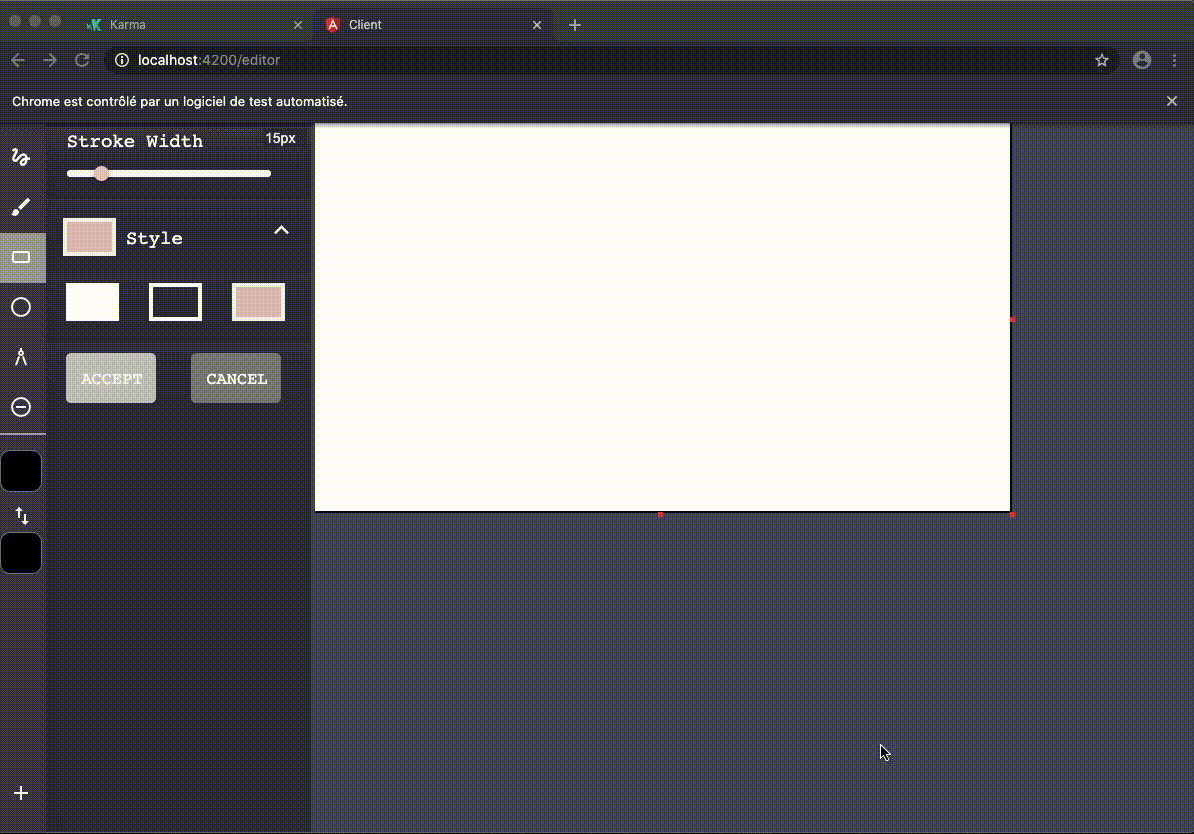 Karma
Client
localhost:4200/editor
Chrome est contrôlé par un logiciel de test automatisé.
Stroke Width 15px
Style
ACCEPT CANCEL